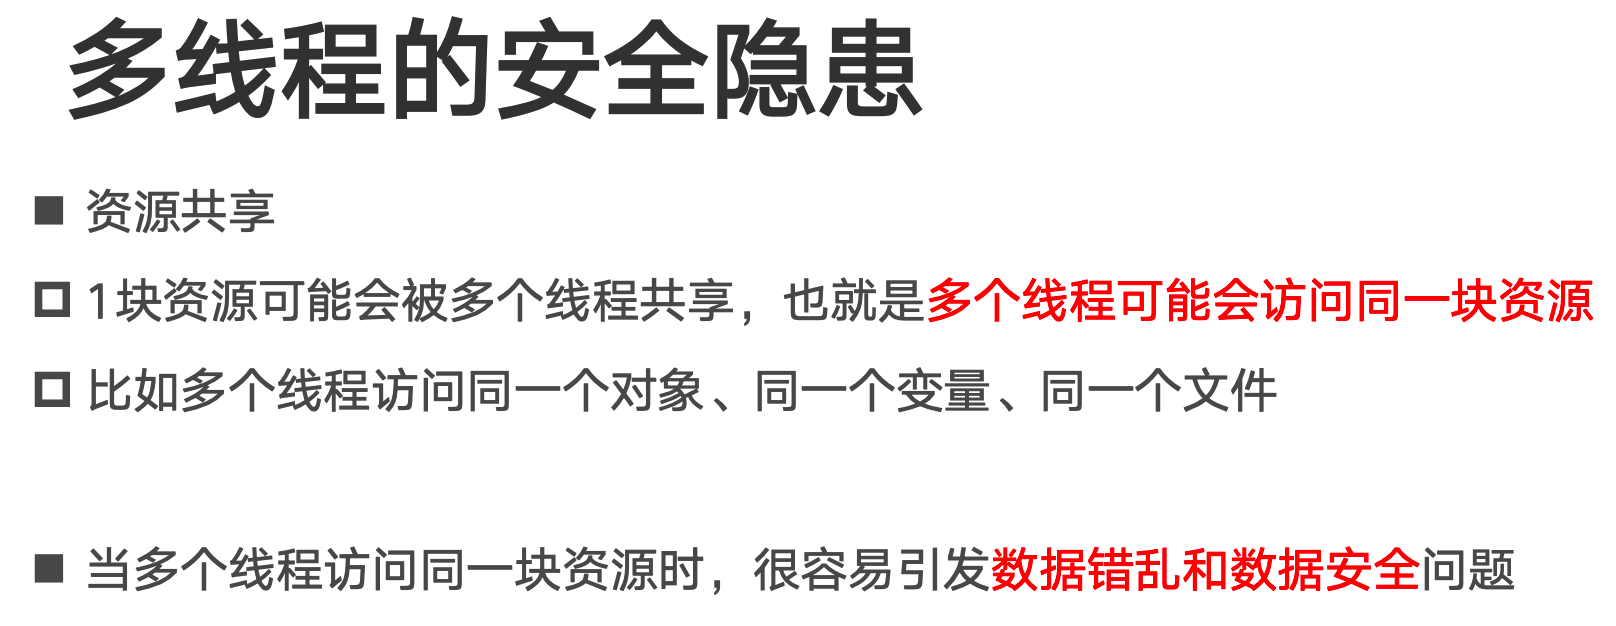 多线程的安全隐患
资源共享
1块资源可能会被多个线程共享，也就是多个线程可能会访问同一块资源
比如多个线程访问同一个对象、同一个变量、同一个文件
当多个线程访问同一块资源时，很容易引发数据错乱和数据安全问题